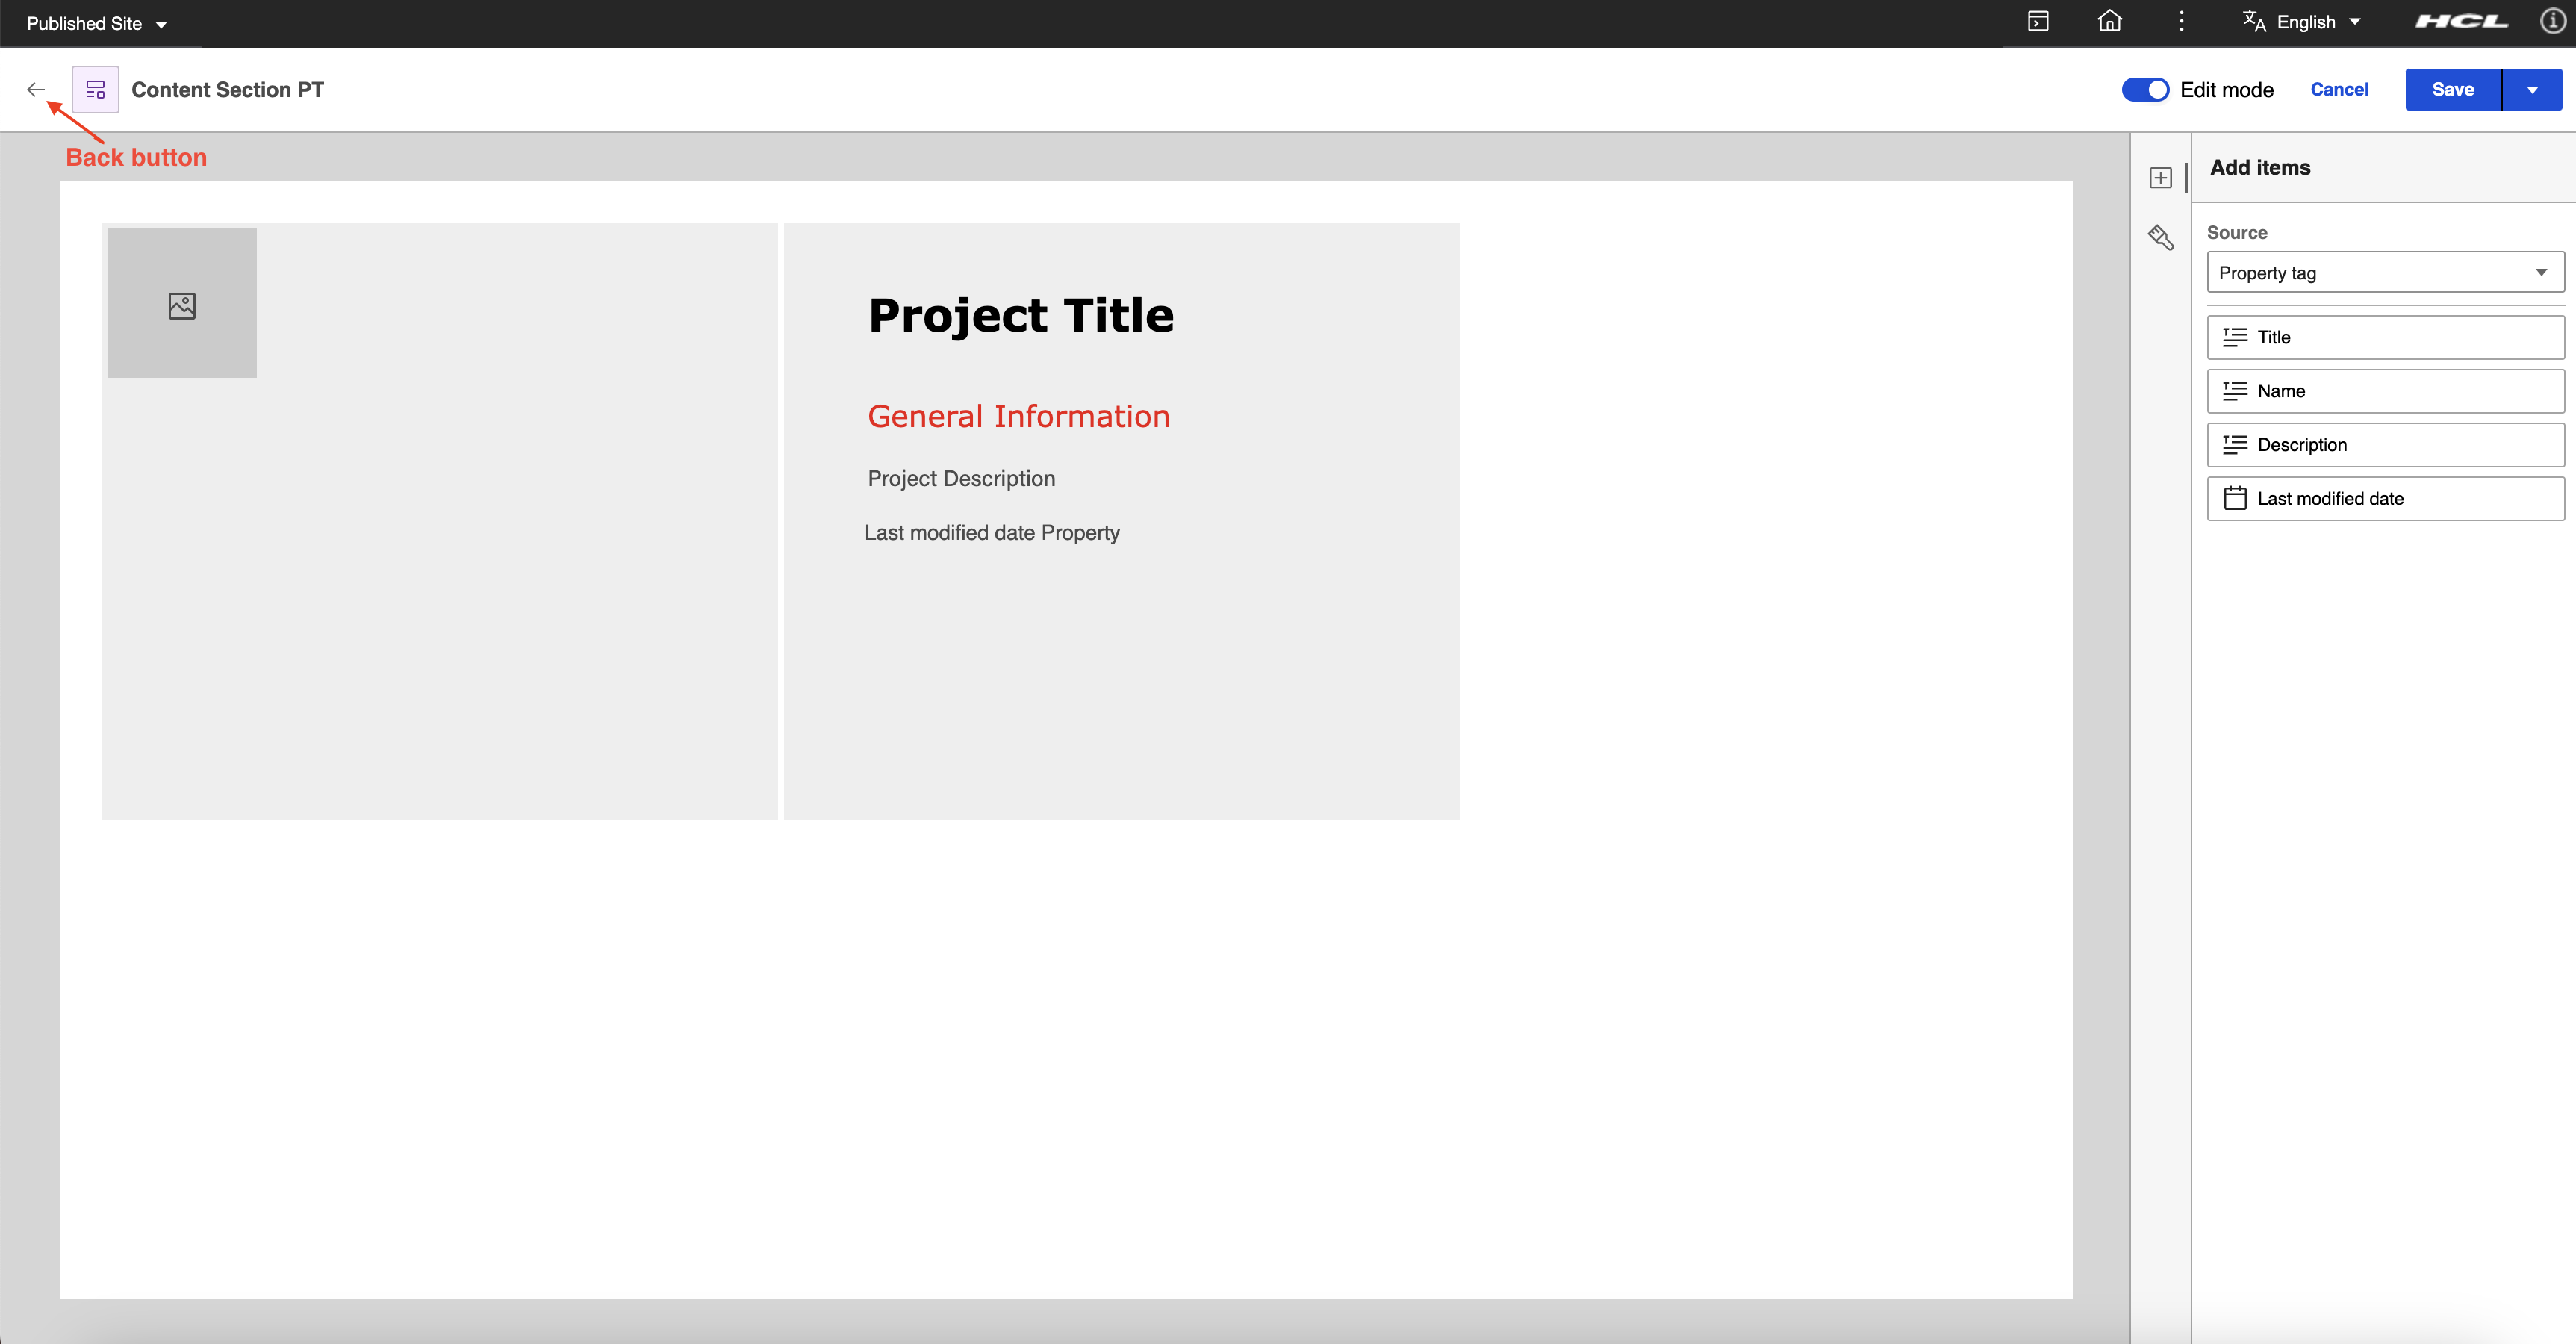 Published Site
English
HCL
Content Section PT
Edit mode
Cancel
Save
Back button
Project Title
General Information
Project Description
Last modified date Property
Add items
Source
Property tag
Title
Name
Description
Last modified date